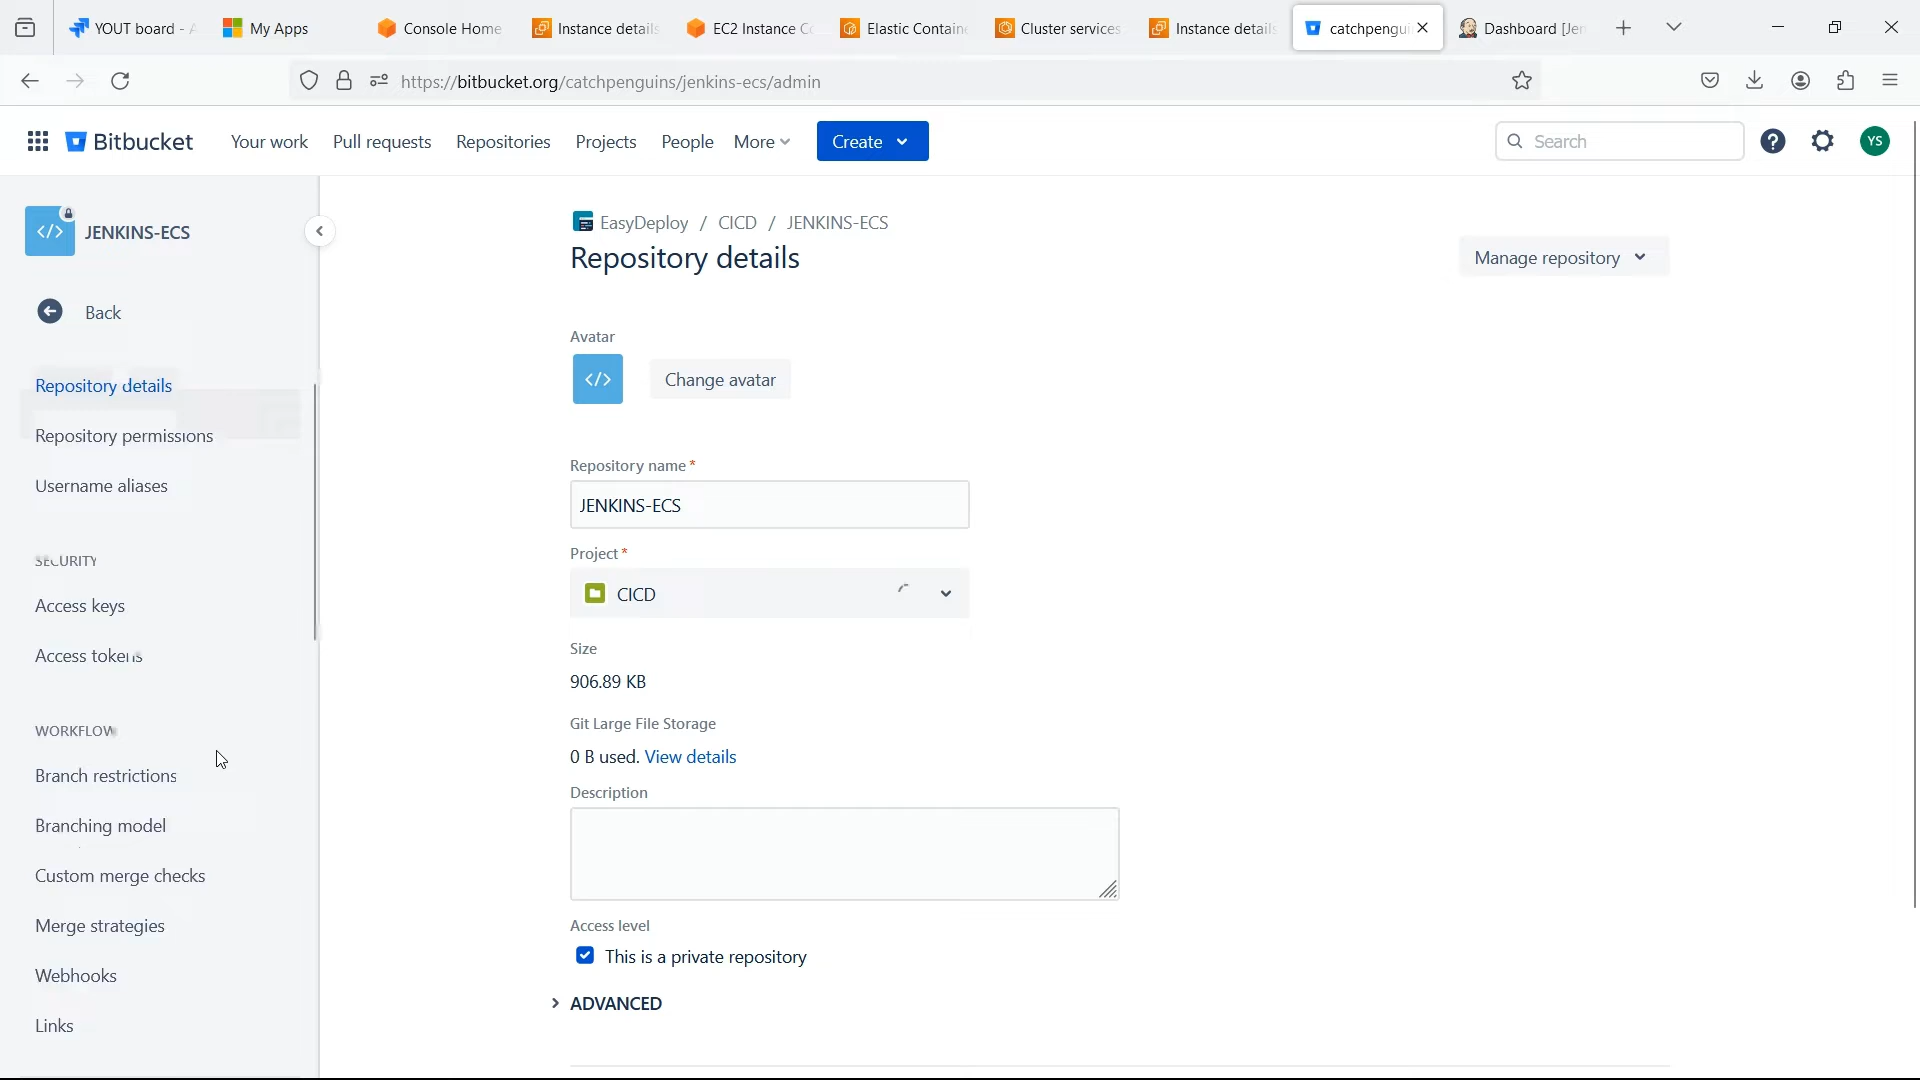 YOUT board - A
My Apps
Console Home
Instance details
EC2 Instance Co
Elastic Containe
Cluster services
Instance details
catchpengui
Dashboard [Jen
https://bitbucket.org/catchpenguins/jenkins-ecs/admin
Bitbucket
Your work
Pull requests
Repositories
Projects
People
More
Create
Search
YS
JENKINS-ECS
Back
Repository details
Repository permissions
Username aliases
SECURITY
Access keys
Access tokens
WORKFLOW
Branch restrictions
Branching model
Custom merge checks
Merge strategies
Webhooks
Links
EasyDeploy / CICD / JENKINS-ECS
Repository details
Manage repository
Avatar
Change avatar
Repository name *
JENKINS-ECS
Project *
CICD
Size
906.89 KB
Git Large File Storage
0 B used. View details
Description
Access level
This is a private repository
ADVANCED